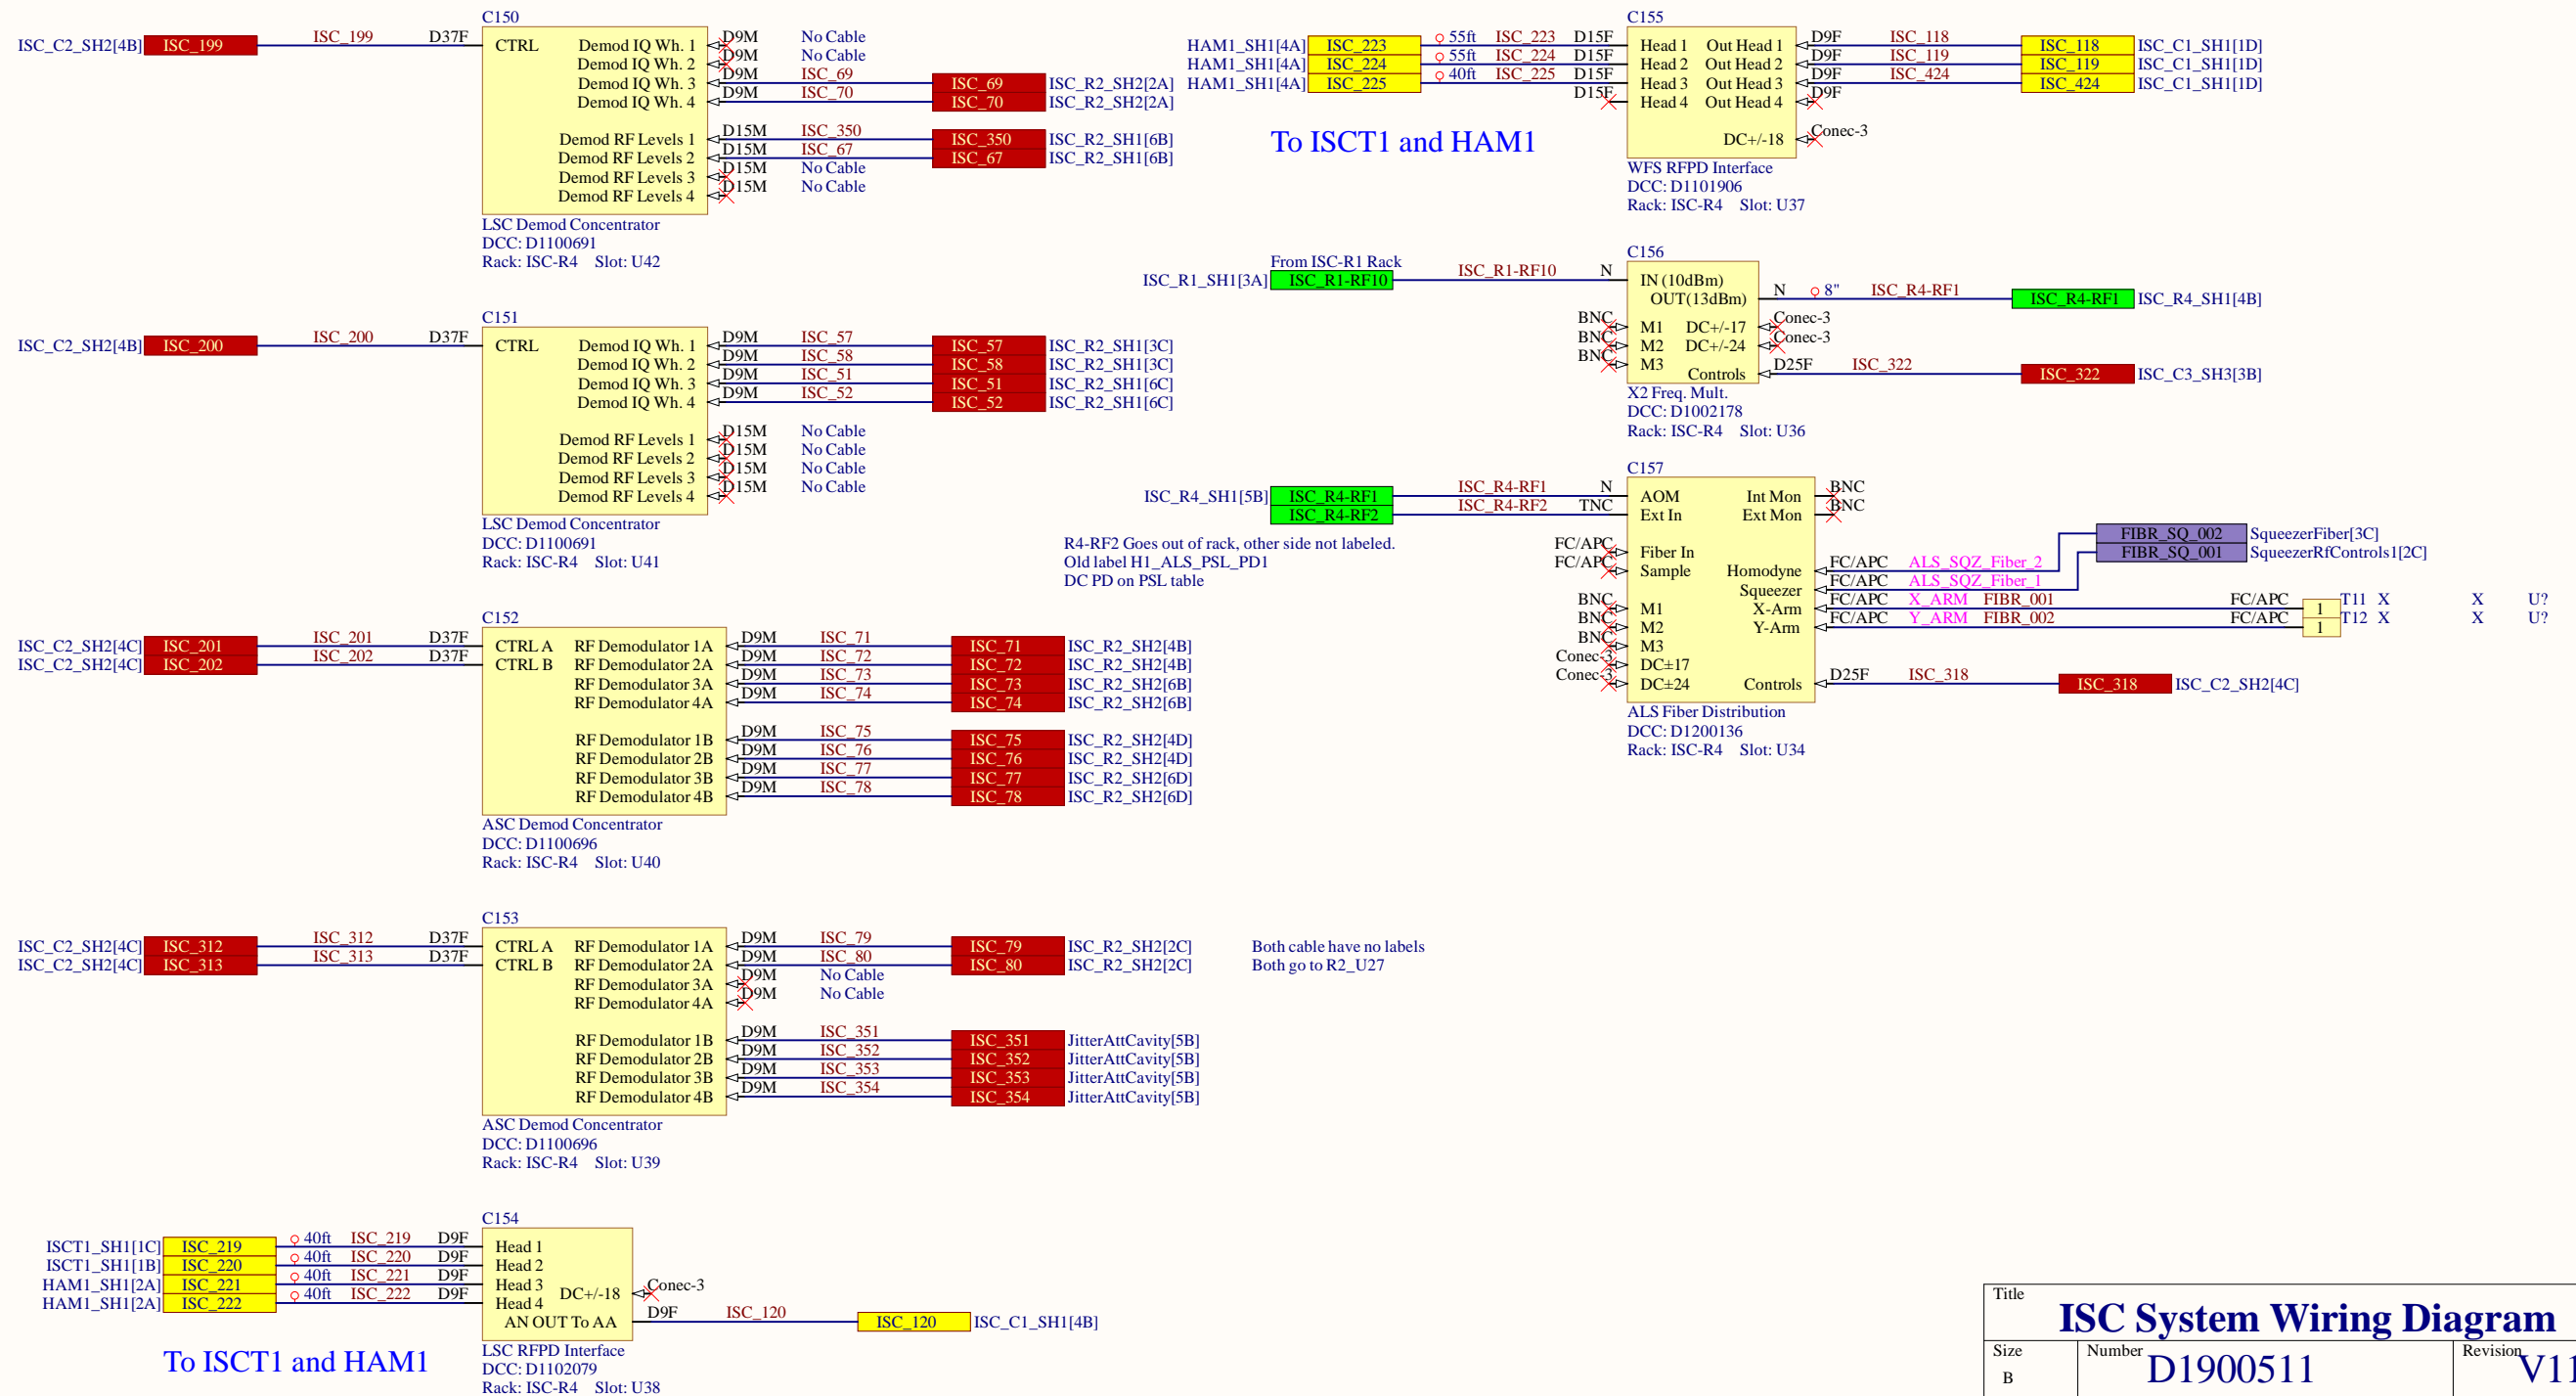 C150
ISC_C2_SH2[4B] ISC_199 ISC_199 D37F CTRL Demod IQ Wh. 1 D9M No Cable
Demod IQ Wh. 2 D9M No Cable
Demod IQ Wh. 3 D9M ISC_69 ISC_69 ISC_R2_SH2[2A]
Demod IQ Wh. 4 D9M ISC_70 ISC_70 ISC_R2_SH2[2A]
Demod RF Levels 1 D15M ISC_350 ISC_350 ISC_R2_SH1[6B]
Demod RF Levels 2 D15M ISC_67 ISC_67 ISC_R2_SH1[6B]
Demod RF Levels 3 D15M No Cable
Demod RF Levels 4 D15M No Cable
LSC Demod Concentrator
DCC: D1100691
Rack: ISC-R4 Slot: U42
C151
ISC_C2_SH2[4B] ISC_200 ISC_200 D37F CTRL Demod IQ Wh. 1 D9M ISC_57 ISC_57 ISC_R2_SH1[3C]
Demod IQ Wh. 2 D9M ISC_58 ISC_58 ISC_R2_SH1[3C]
Demod IQ Wh. 3 D9M ISC_51 ISC_51 ISC_R2_SH1[6C]
Demod IQ Wh. 4 D9M ISC_52 ISC_52 ISC_R2_SH1[6C]
Demod RF Levels 1 D15M No Cable
Demod RF Levels 2 D15M No Cable
Demod RF Levels 3 D15M No Cable
Demod RF Levels 4 D15M No Cable
LSC Demod Concentrator
DCC: D1100691
Rack: ISC-R4 Slot: U41
C152
ISC_C2_SH2[4C] ISC_201 ISC_201 D37F CTRL A RF Demodulator 1A D9M ISC_71 ISC_71 ISC_R2_SH2[4B]
ISC_C2_SH2[4C] ISC_202 ISC_202 D37F CTRL B RF Demodulator 2A D9M ISC_72 ISC_72 ISC_R2_SH2[4B]
RF Demodulator 3A D9M ISC_73 ISC_73 ISC_R2_SH2[6B]
RF Demodulator 4A D9M ISC_74 ISC_74 ISC_R2_SH2[6B]
RF Demodulator 1B D9M ISC_75 ISC_75 ISC_R2_SH2[4D]
RF Demodulator 2B D9M ISC_76 ISC_76 ISC_R2_SH2[4D]
RF Demodulator 3B D9M ISC_77 ISC_77 ISC_R2_SH2[6D]
RF Demodulator 4B D9M ISC_78 ISC_78 ISC_R2_SH2[6D]
ASC Demod Concentrator
DCC: D1100696
Rack: ISC-R4 Slot: U40
C153
ISC_C2_SH2[4C] ISC_312 ISC_312 D37F CTRL A RF Demodulator 1A D9M ISC_79 ISC_79 ISC_R2_SH2[2C] Both cable have no labels
ISC_C2_SH2[4C] ISC_313 ISC_313 D37F CTRL B RF Demodulator 2A D9M ISC_80 ISC_80 ISC_R2_SH2[2C] Both go to R2_U27
RF Demodulator 3A D9M No Cable
RF Demodulator 4A D9M No Cable
RF Demodulator 1B D9M ISC_351 ISC_351 JitterAttCavity[5B]
RF Demodulator 2B D9M ISC_352 ISC_352 JitterAttCavity[5B]
RF Demodulator 3B D9M ISC_353 ISC_353 JitterAttCavity[5B]
RF Demodulator 4B D9M ISC_354 ISC_354 JitterAttCavity[5B]
ASC Demod Concentrator
DCC: D1100696
Rack: ISC-R4 Slot: U39
C154
ISCT1_SH1[1C] ISC_219 40ft ISC_219 D9F Head 1
ISCT1_SH1[1B] ISC_220 40ft ISC_220 D9F Head 2
HAM1_SH1[2A] ISC_221 40ft ISC_221 D9F Head 3
DC+/-18 Conec-3
HAM1_SH1[2A] ISC_222 40ft ISC_222 D9F Head 4
AN OUT To AA D9F ISC_120 ISC_120 ISC_C1_SH1[4B]
To ISCT1 and HAM1
LSC RFPD Interface
DCC: D1102079
Rack: ISC-R4 Slot: U38
C155
HAM1_SH1[4A] ISC_223 55ft ISC_223 D15F Head 1 Out Head 1 D9F ISC_118 ISC_118 ISC_C1_SH1[1D]
HAM1_SH1[4A] ISC_224 55ft ISC_224 D15F Head 2 Out Head 2 D9F ISC_119 ISC_119 ISC_C1_SH1[1D]
HAM1_SH1[4A] ISC_225 40ft ISC_225 D15F Head 3 Out Head 3 D9F ISC_424 ISC_424 ISC_C1_SH1[1D]
D15F Head 4 Out Head 4 D9F
To ISCT1 and HAM1
DC+/-18 Conec-3
WFS RFPD Interface
DCC: D1101906
Rack: ISC-R4 Slot: U37
C156
From ISC-R1 Rack
ISC_R1_SH1[3A] ISC_R1-RF10 ISC_R1-RF10 N IN (10dBm)
OUT(13dBm) N 8" ISC_R4-RF1 ISC_R4-RF1 ISC_R4_SH1[4B]
BNC M1 DC+/-17 Conec-3
BNC M2 DC+/-24 Conec-3
BNC M3
Controls D25F ISC_322 ISC_322 ISC_C3_SH3[3B]
X2 Freq. Mult.
DCC: D1002178
Rack: ISC-R4 Slot: U36
C157
ISC_R4_SH1[5B] ISC_R4-RF1 ISC_R4-RF1 N AOM Int Mon BNC
ISC_R4-RF2 ISC_R4-RF2 TNC Ext In Ext Mon BNC
R4-RF2 Goes out of rack, other side not labeled.
Old label H1_ALS_PSL_PD1
DC PD on PSL table
FIBR_SQ_002 SqueezerFiber[3C]
FIBR_SQ_001 SqueezerRfControls1[2C]
FC/APC Fiber In
FC/APC Sample Homodyne FC/APC ALS_SQZ_Fiber_2
Squeezer FC/APC ALS_SQZ_Fiber_1
BNC M1 X-Arm FC/APC X_ARM FIBR_001 FC/APC 1 T11 X X U?
BNC M2 Y-Arm FC/APC Y_ARM FIBR_002 FC/APC 1 T12 X X U?
BNC M3
Conec-3 DC±17
Conec-3 DC±24 Controls D25F ISC_318 ISC_318 ISC_C2_SH2[4C]
ALS Fiber Distribution
DCC: D1200136
Rack: ISC-R4 Slot: U34
Title
ISC System Wiring Diagram
Size Number Revision
B D1900511 V11